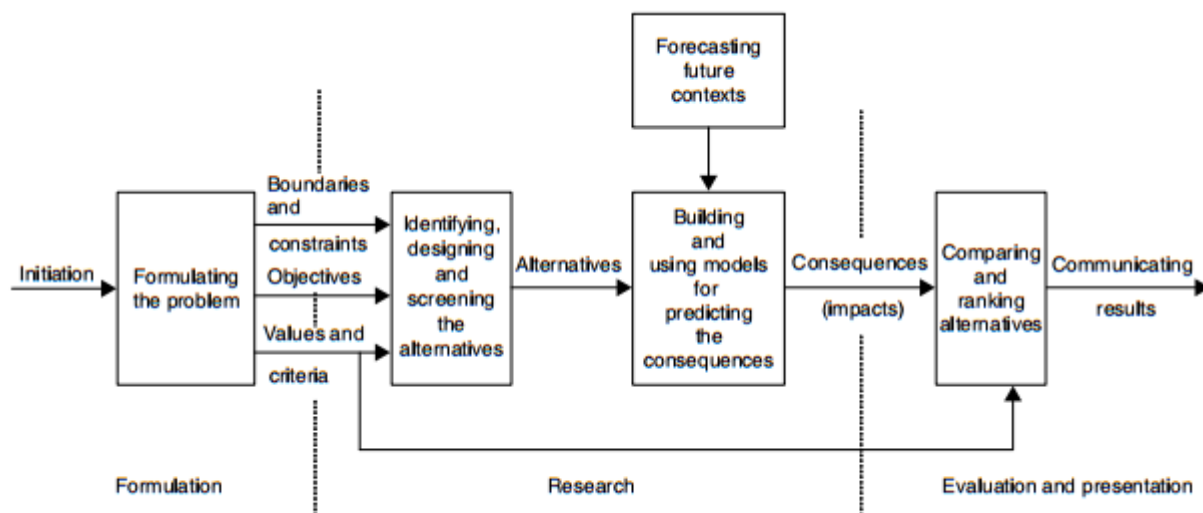 Forecasting
future
contexts
Boundaries
and
constraints
Initiation
Formulating
the problem
Objectives
Values and
criteria
Identifying,
designing
and
screening
the
alternatives
Alternatives
Building
and
using models
for
predicting
the
consequences
Consequences
(impacts)
Comparing
and
ranking
alternatives
Communicating
results
Formulation
Research
Evaluation and presentation